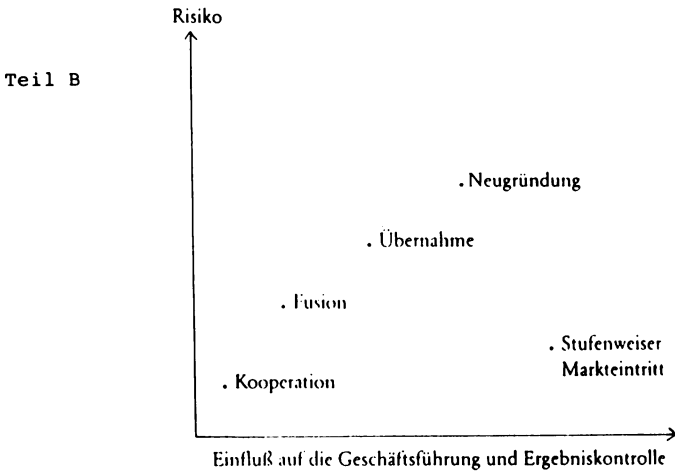 Risiko
Teil B
. Neugründung
. Übernahme
. Fusion
. Stufenweiser
Markteintritt
. Kooperation
Einfluß auf die Geschäftsführung und Ergebniskontrolle